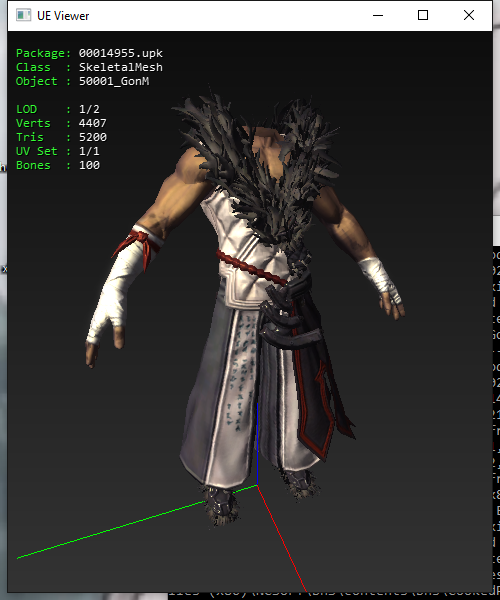 UE Viewer
Package: 00014955.upk
Class : SkeletalMesh
Object : 50001_GonM
LOD : 1/2
Verts : 4407
Tris : 5200
UV Set : 1/1
Bones : 100